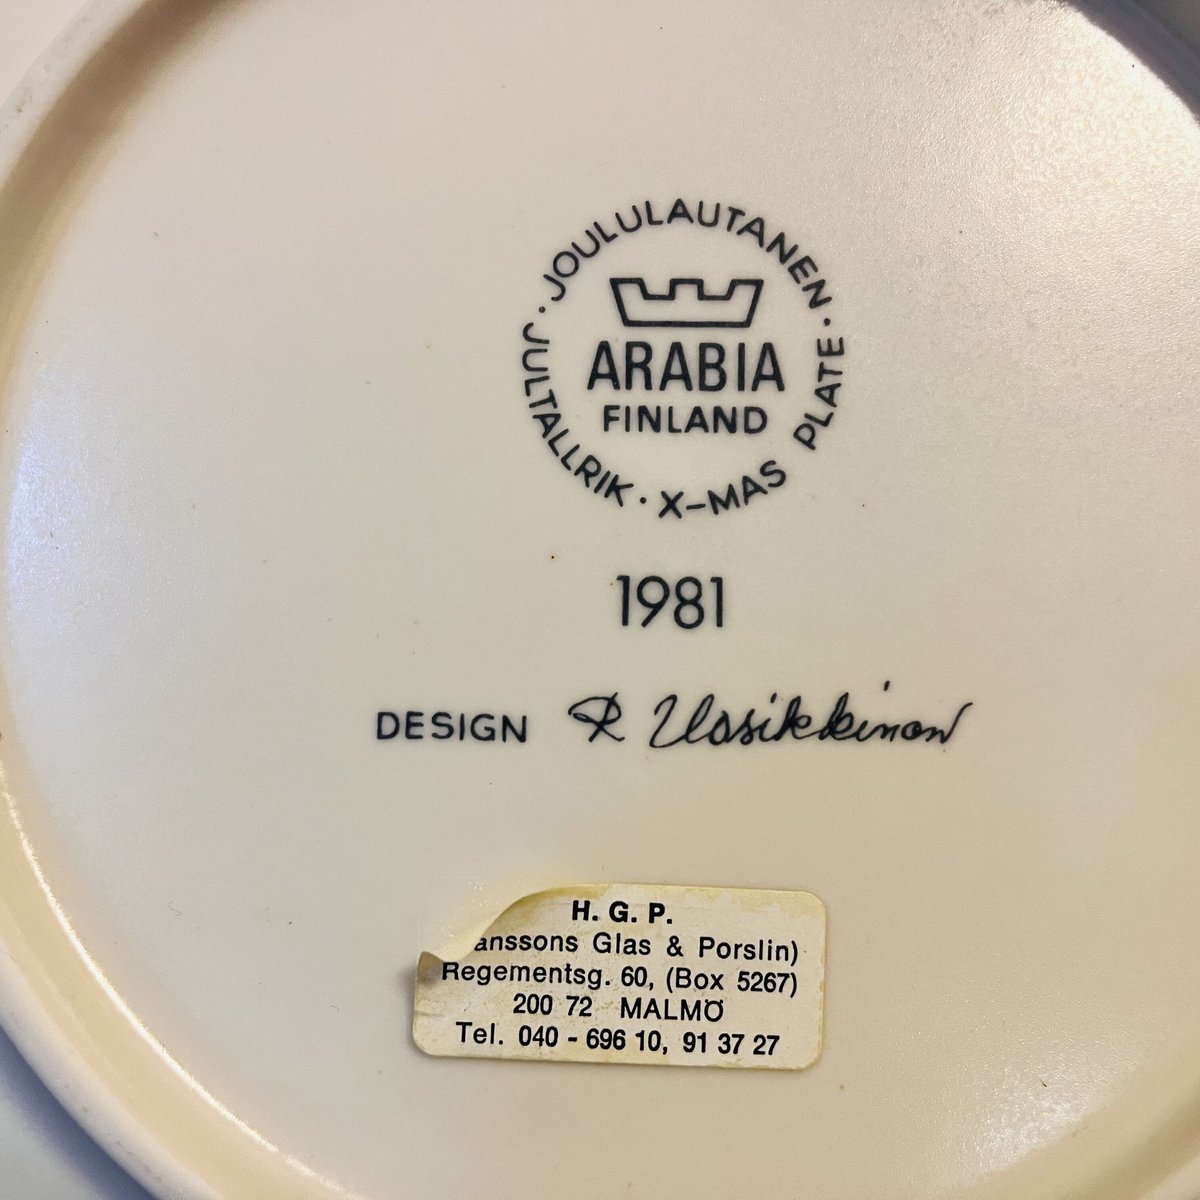 · JOULULAUTANEN · X-MAS PLATE · JULTALLRIK
ARABIA
FINLAND
1981
DESIGN R Uosikkinen
H. G. P.
anssons Glas & Porslin)
Regementsg. 60, (Box 5267)
200 72 MALMÖ
Tel. 040 - 696 10, 91 37 27